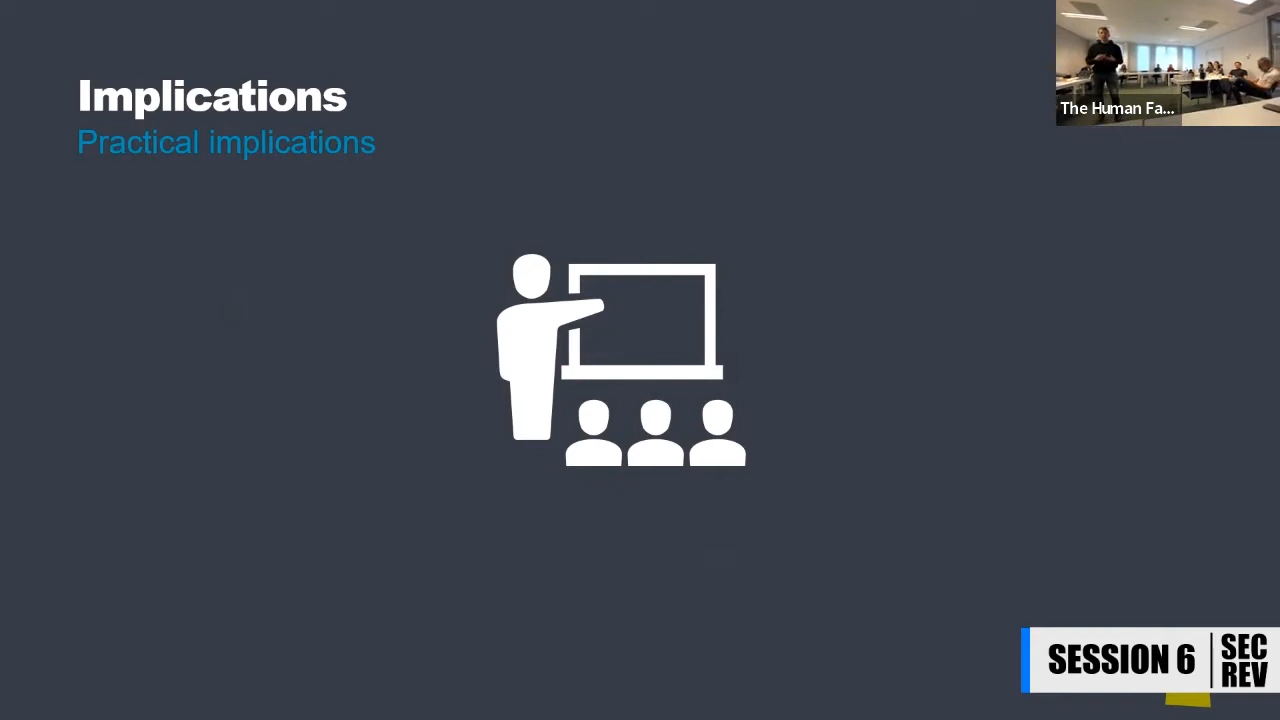 Implications
Practical implications
The Human Fa...
SESSION 6
SEC
REV